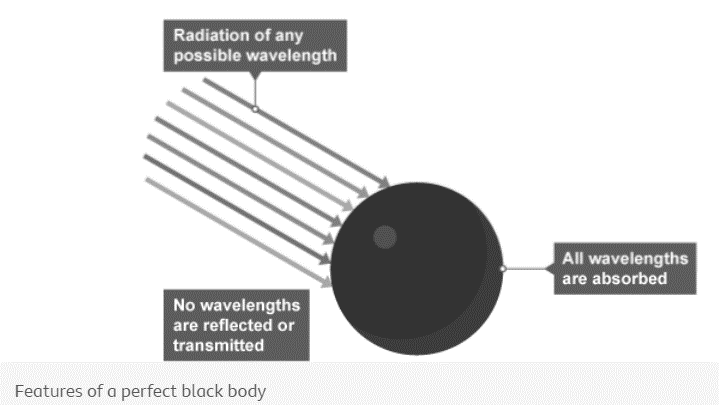 Radiation of any
possible wavelength
All wavelengths
are absorbed
No wavelengths
are reflected or
transmitted
Features of a perfect black body